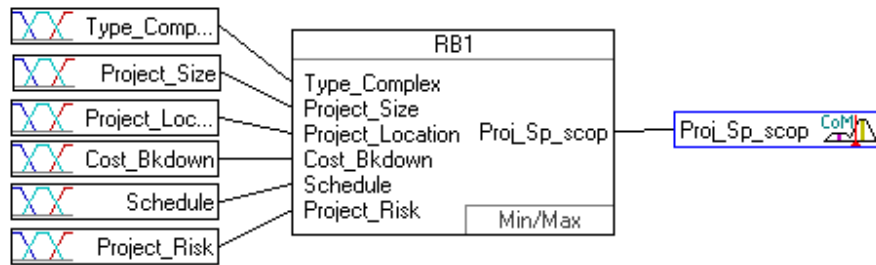 Type_Comp...
Project_Size
Project_Loc...
Cost_Bkdown
Schedule
Project_Risk
RB1
Type_Complex
Project_Size
Project_Location
Cost_Bkdown
Schedule
Project_Risk
Proj_Sp_scop
Min/Max
Proj_Sp_scop CoM